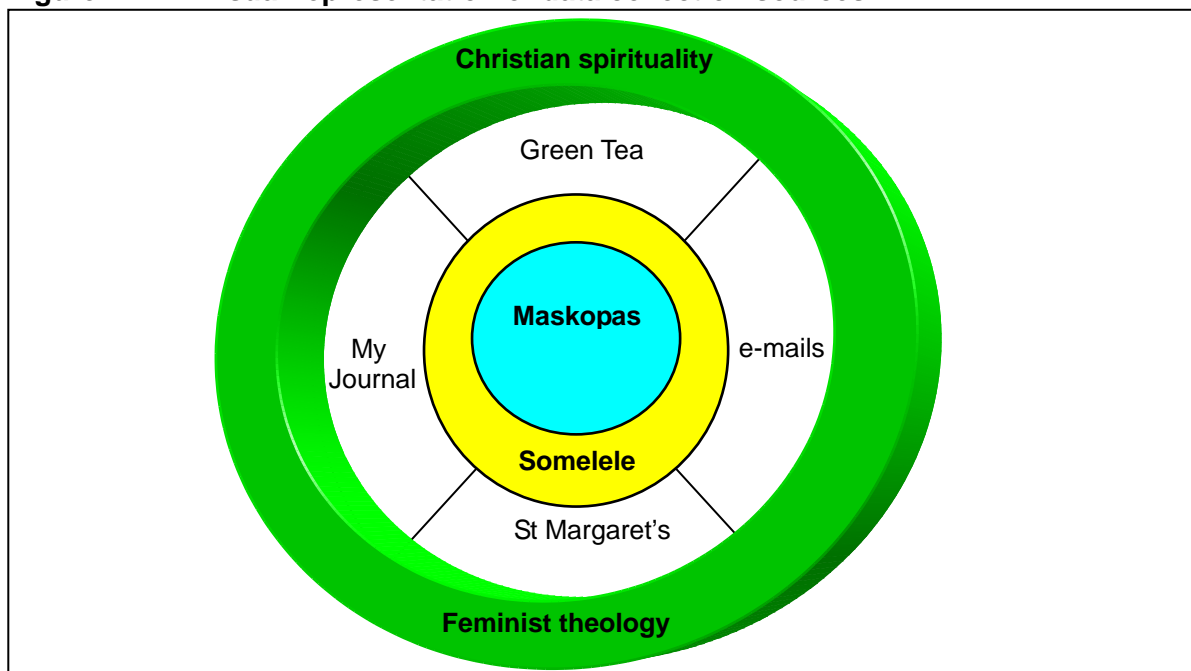 Christian spirituality
Green Tea
Maskopas
My
Journal
e-mails
Somelele
St Margaret's
Feminist theology